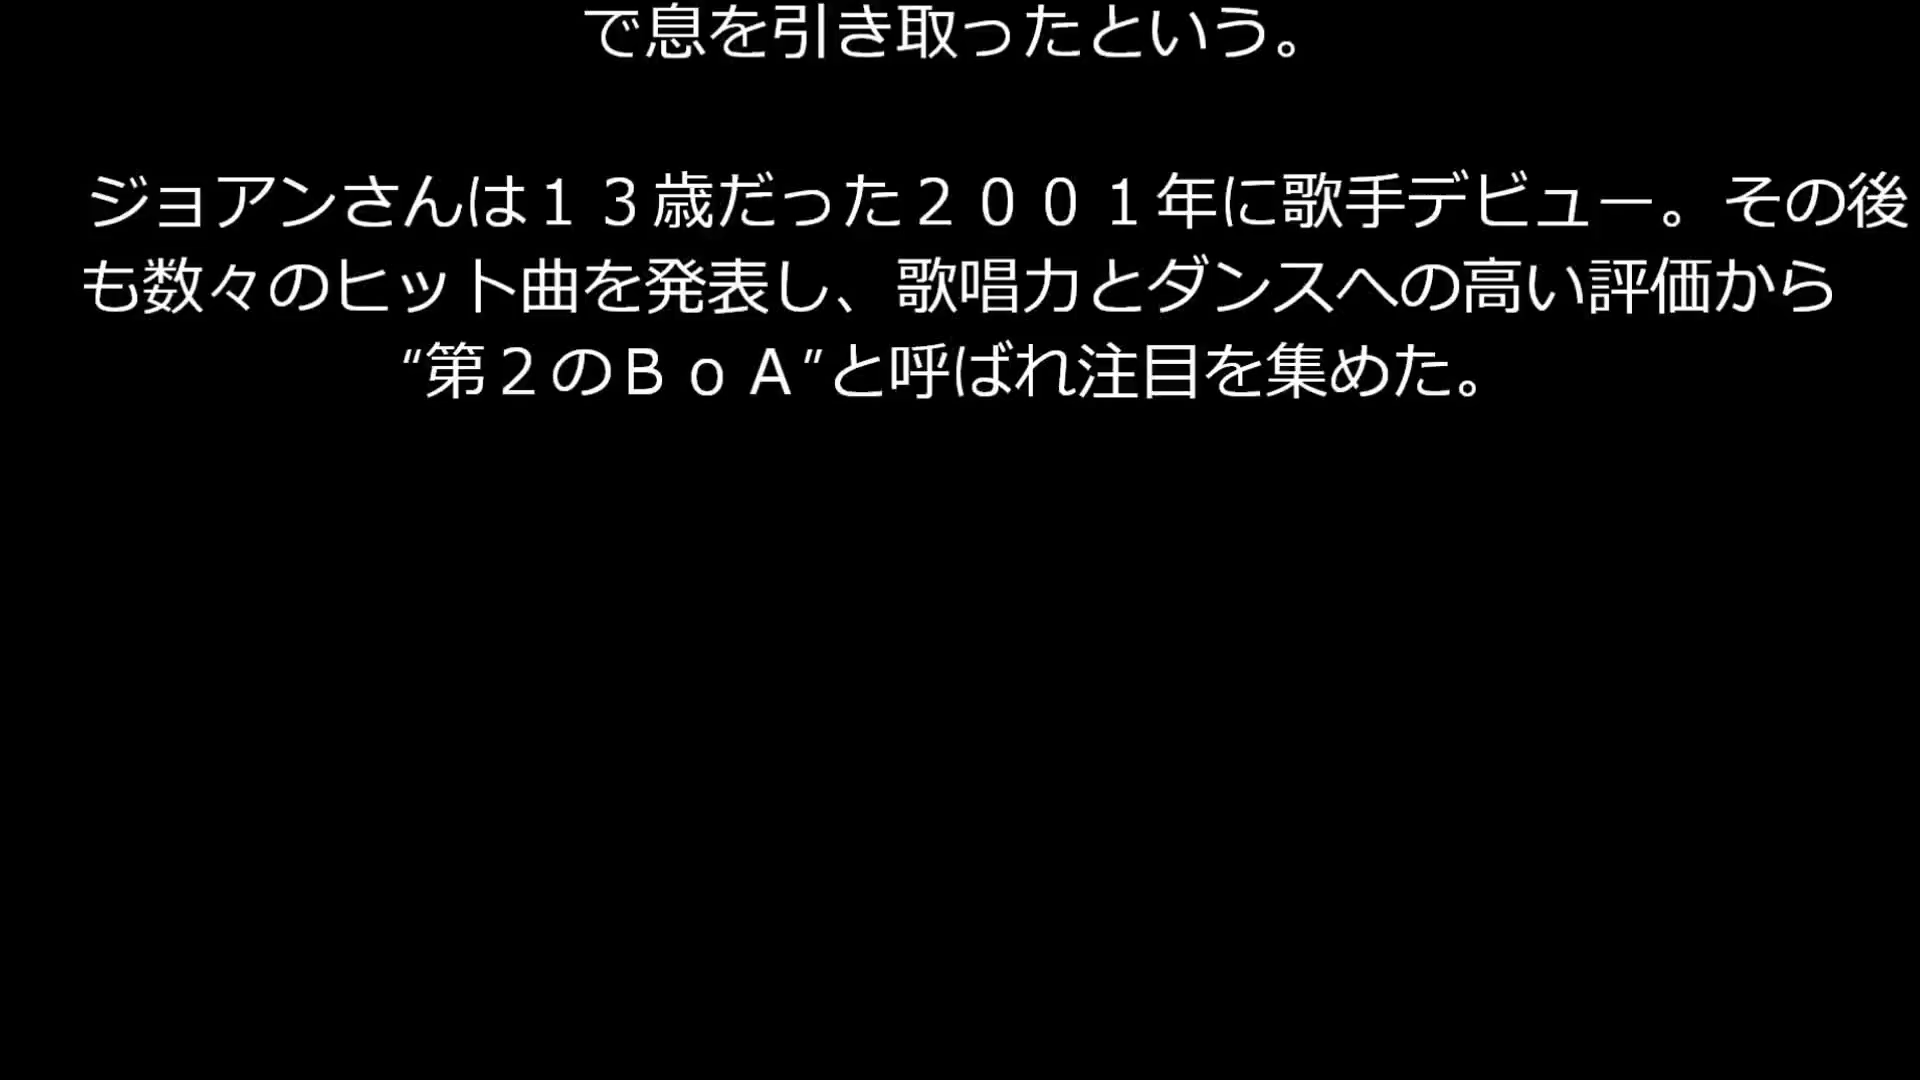 で息を引き取ったという。
ジョアンさんは１３歳だった２００１年に歌手デビュー。その後
も数々のヒット曲を発表し、歌唱力とダンスへの高い評価から
“第２のＢｏＡ”と呼ばれ注目を集めた。